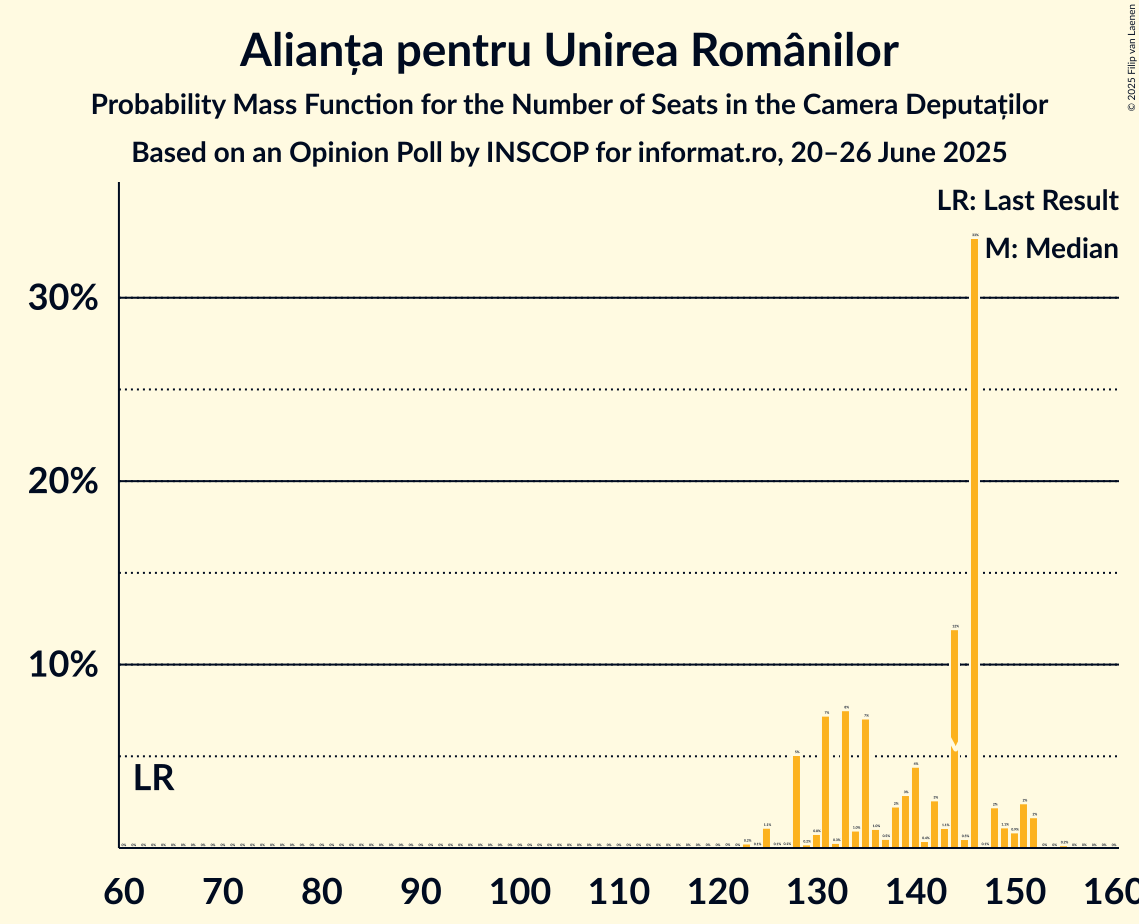 Alianța pentru Unirea Românilor
Probability Mass Function for the Number of Seats in the Camera Deputaților
Based on an Opinion Poll by INSCOP for informat.ro, 20–26 June 2025
© 2025 Filip van Laenen
LR: Last Result
M: Median
30%
20%
10%
LR
M
60 70 80 90 100 110 120 130 140 150 160